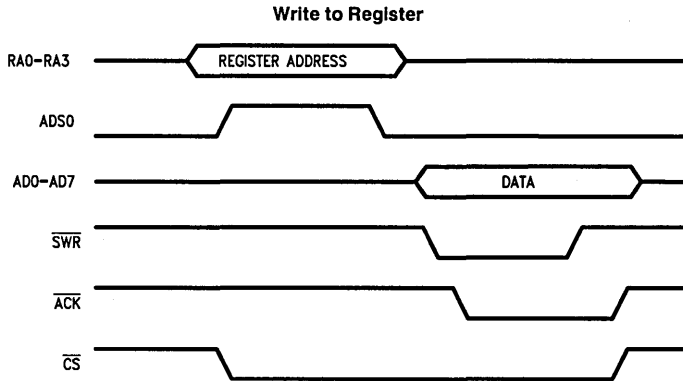 Write to Register
RA0-RA3 REGISTER ADDRESS
ADS0
AD0-AD7 DATA
SWR
ACK
CS